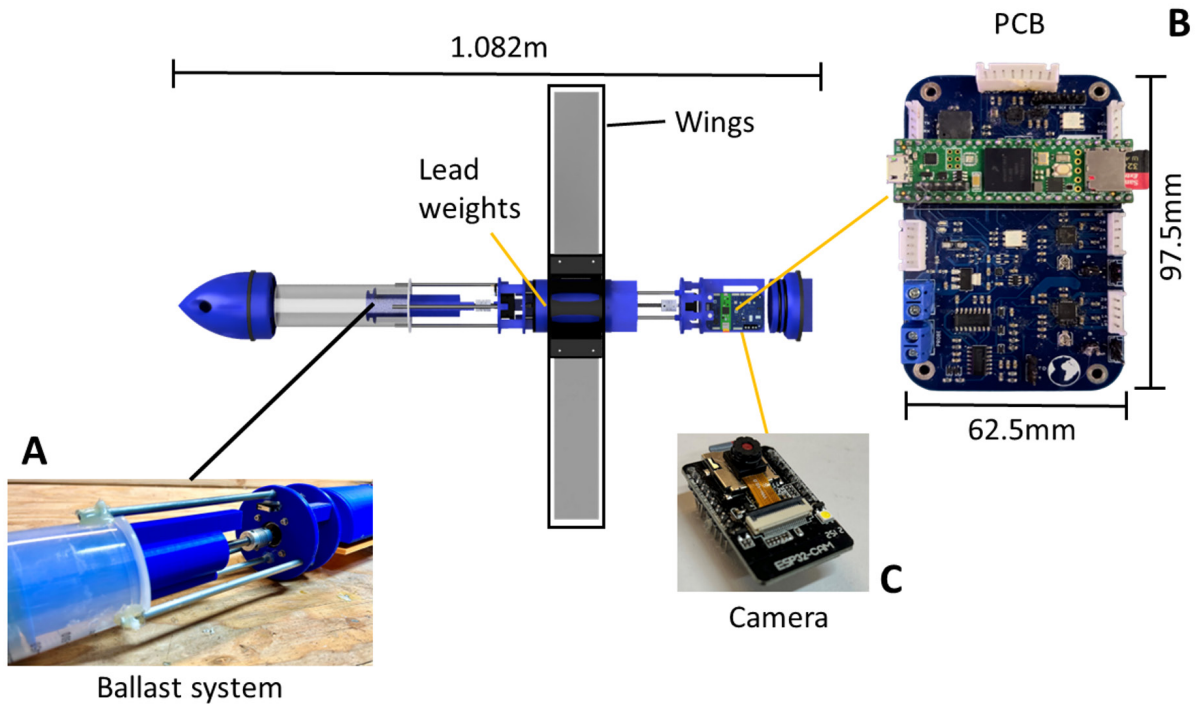 PCB
B
1.082m
Wings
Lead
weights
97.5mm
62.5mm
A
ESP32-CAM
C
Camera
Ballast system